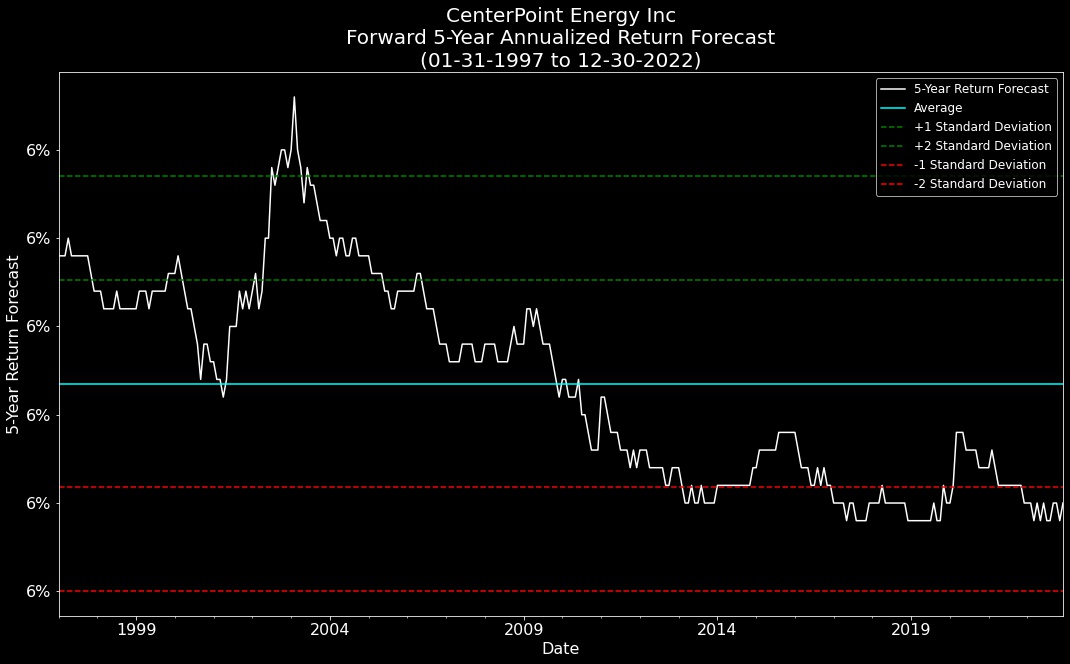 CenterPoint Energy Inc
Forward 5-Year Annualized Return Forecast
(01-31-1997 to 12-30-2022)
5-Year Return Forecast
Average
+1 Standard Deviation
+2 Standard Deviation
-1 Standard Deviation
-2 Standard Deviation
6%
6%
6%
6%
6%
6%
5-Year Return Forecast
1999
2004
2009
2014
2019
Date